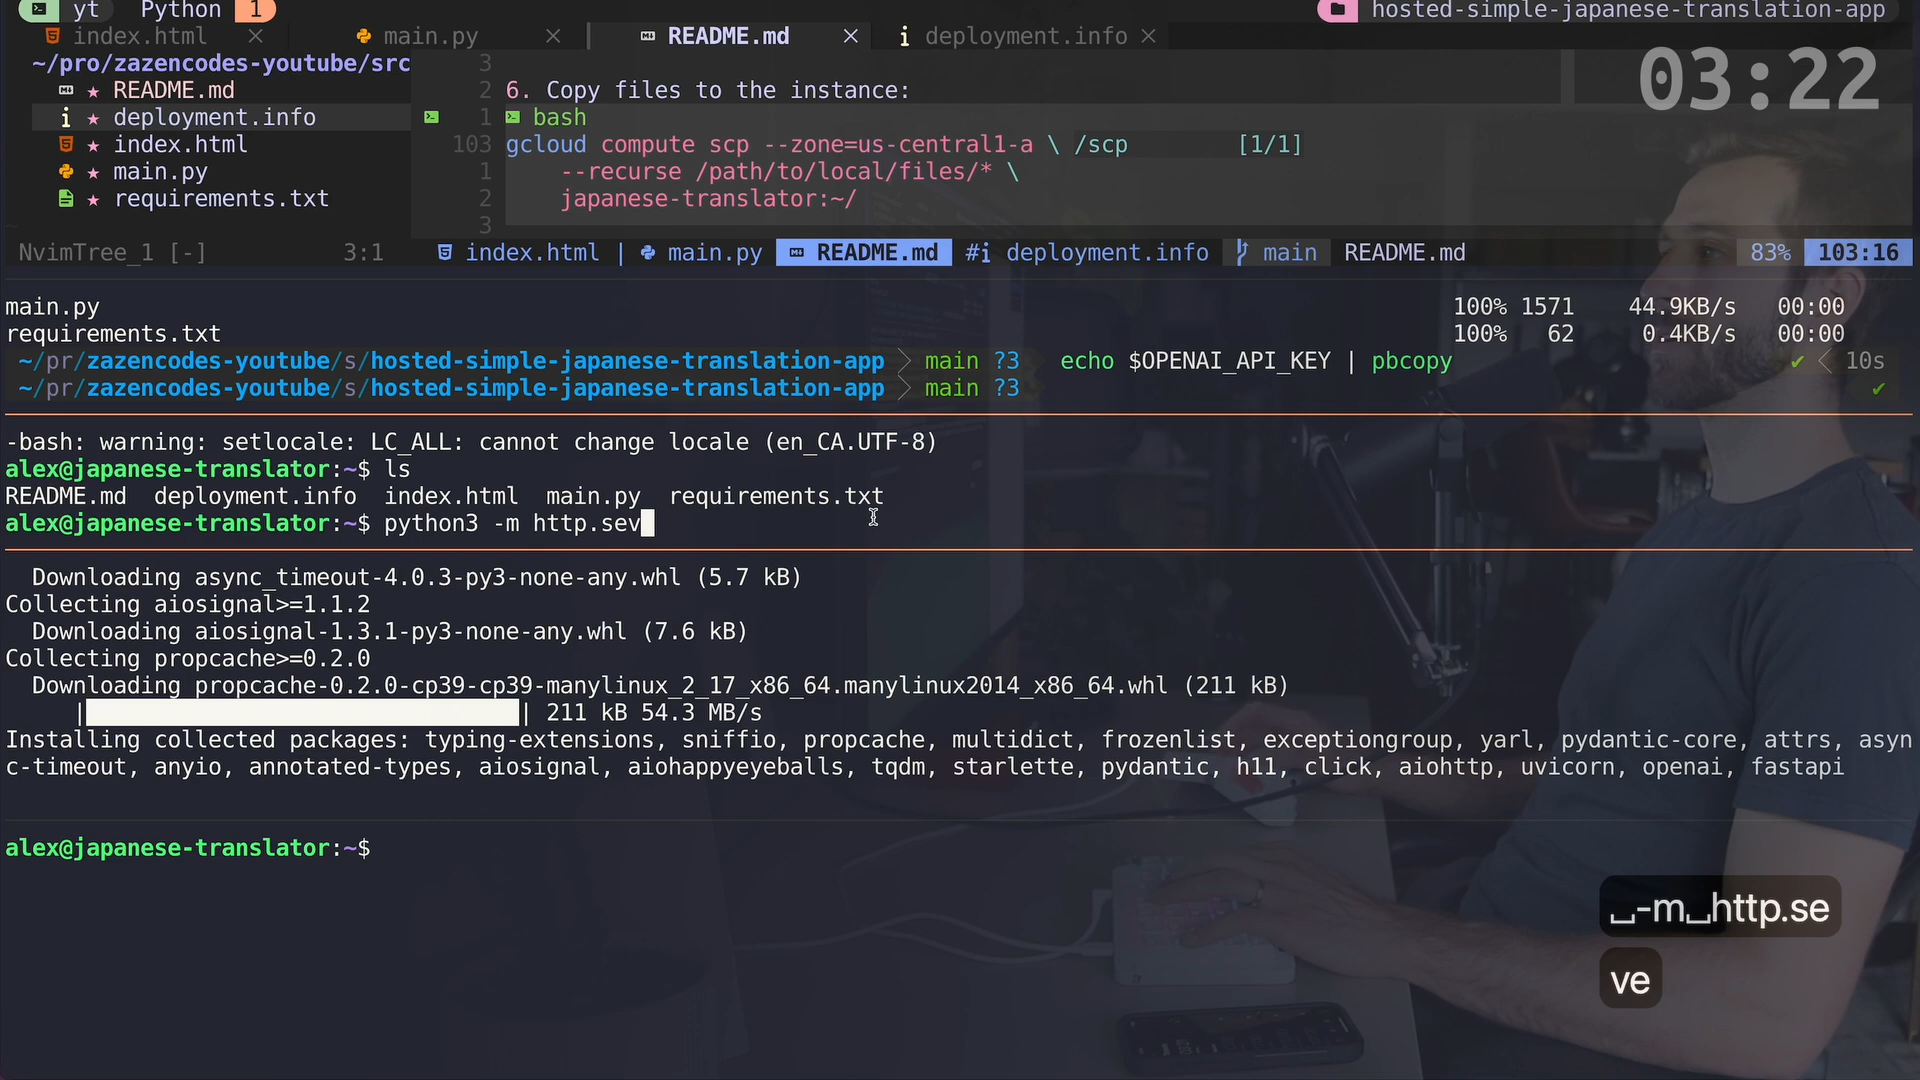 yt Python 1 hosted-simple-japanese-translation-app
index.html main.py README.md deployment.info
03:22
~/pro/zazencodes-youtube/src
README.md
deployment.info
index.html
main.py
requirements.txt
3
2 6. Copy files to the instance:
1 bash
103 gcloud compute scp --zone=us-central1-a \ /scp [1/1]
1 --recurse /path/to/local/files/* \
2 japanese-translator:~/
3
NvimTree_1 [-] 3:1 index.html | main.py README.md #i deployment.info main README.md 83% 103:16
main.py 100% 1571 44.9KB/s 00:00
requirements.txt 100% 62 0.4KB/s 00:00
~/pr/zazencodes-youtube/s/hosted-simple-japanese-translation-app main ?3 echo $OPENAI_API_KEY | pbcopy ✔ 10s
~/pr/zazencodes-youtube/s/hosted-simple-japanese-translation-app main ?3 ✔
-bash: warning: setlocale: LC_ALL: cannot change locale (en_CA.UTF-8)
alex@japanese-translator:~$ ls
README.md deployment.info index.html main.py requirements.txt
alex@japanese-translator:~$ python3 -m http.sev
Downloading async_timeout-4.0.3-py3-none-any.whl (5.7 kB)
Collecting aiosignal>=1.1.2
Downloading aiosignal-1.3.1-py3-none-any.whl (7.6 kB)
Collecting propcache>=0.2.0
Downloading propcache-0.2.0-cp39-cp39-manylinux_2_17_x86_64.manylinux2014_x86_64.whl (211 kB)
| | 211 kB 54.3 MB/s
Installing collected packages: typing-extensions, sniffio, propcache, multidict, frozenlist, exceptiongroup, yarl, pydantic-core, attrs, asyn
c-timeout, anyio, annotated-types, aiosignal, aiohappyeyeballs, tqdm, starlette, pydantic, h11, click, aiohttp, uvicorn, openai, fastapi
alex@japanese-translator:~$
␣-m␣http.se
ve